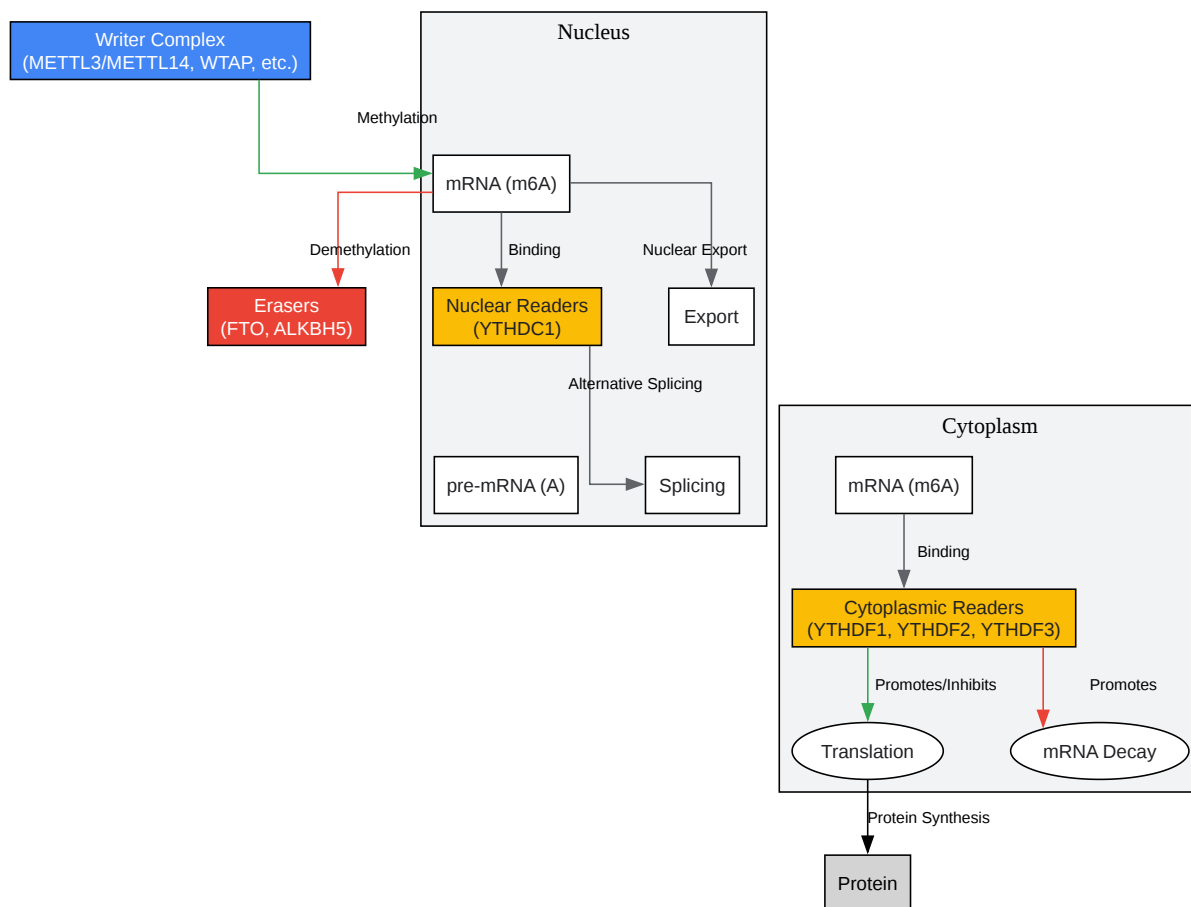 Writer Complex
(METTL3/METTL14, WTAP, etc.)
Nucleus
Methylation
mRNA (m6A)
Demethylation
Binding
Nuclear Export
Erasers
(FTO, ALKBH5)
Nuclear Readers
(YTHDC1)
Export
Alternative Splicing
pre-mRNA (A)
Splicing
Cytoplasm
mRNA (m6A)
Binding
Cytoplasmic Readers
(YTHDF1, YTHDF2, YTHDF3)
Promotes/Inhibits
Promotes
Translation
mRNA Decay
Protein Synthesis
Protein